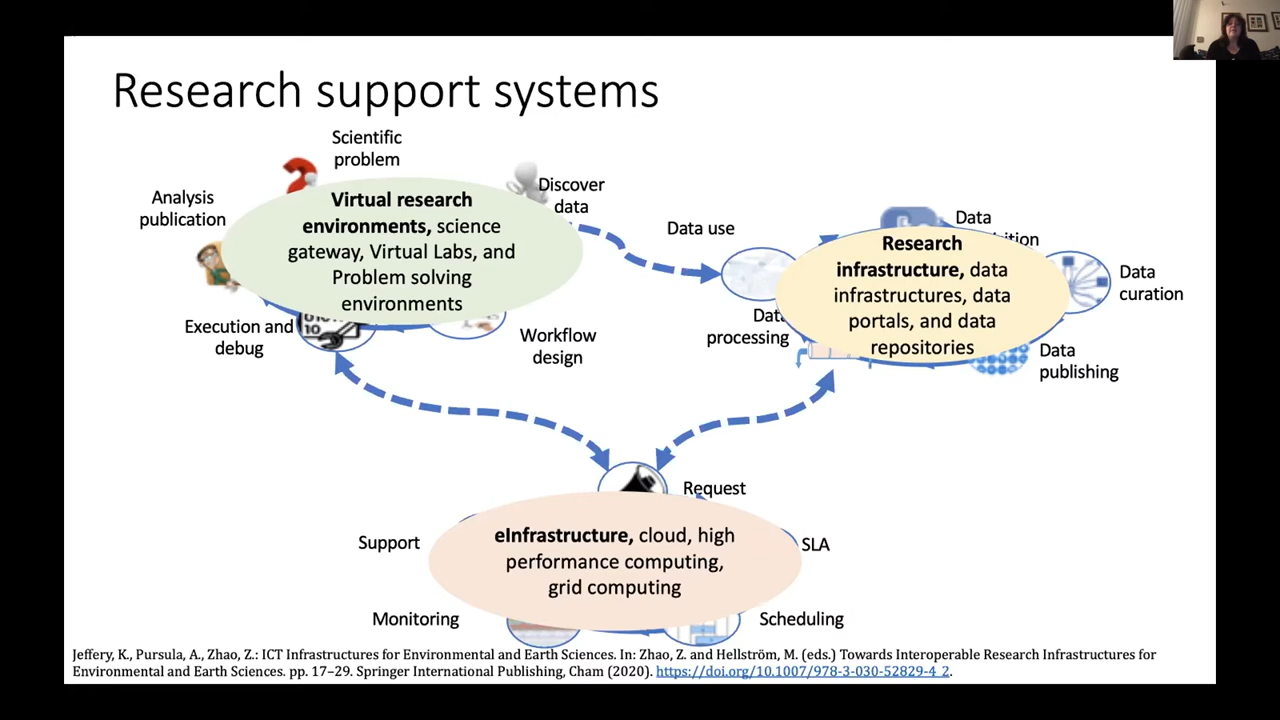 Research support systems
Scientific
problem
Analysis
publication
Discover
data
Virtual research
environments, science
gateway, Virtual Labs, and
Problem solving
environments
Execution and
debug
Workflow
design
Data use
Data
Research
infrastructure, data
infrastructures, data
portals, and data
repositories
Data
curation
Data
processing
Data
publishing
Request
Support
eInfrastructure, cloud, high
performance computing,
grid computing
SLA
Monitoring
Scheduling
Jeffery, K., Pursula, A., Zhao, Z.: ICT Infrastructures for Environmental and Earth Sciences. In: Zhao, Z. and Hellström, M. (eds.) Towards Interoperable Research Infrastructures for
Environmental and Earth Sciences. pp. 17–29. Springer International Publishing, Cham (2020). https://doi.org/10.1007/978-3-030-52829-4_2.